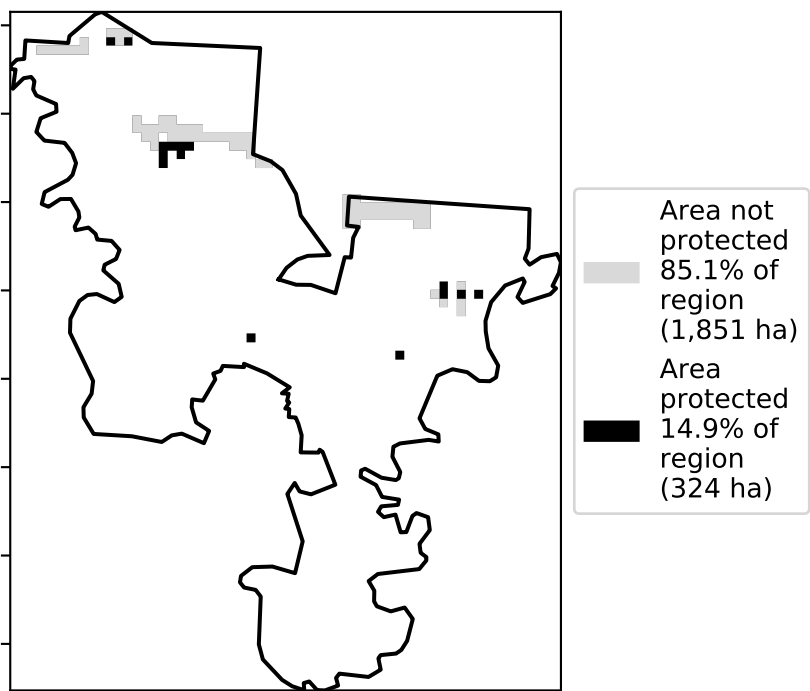 Area not
protected
85.1% of
region
(1,851 ha)
Area
protected
14.9% of
region
(324 ha)